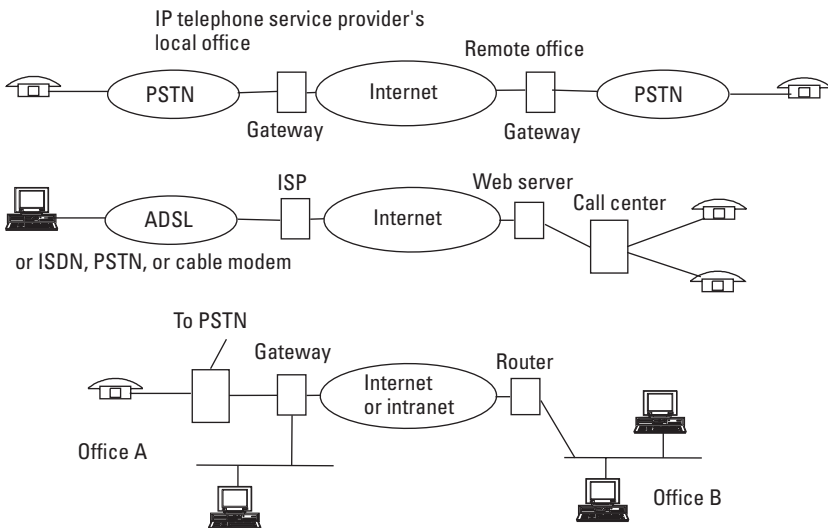 IP telephone service provider's
local office
Remote office
PSTN
Internet
PSTN
Gateway
Gateway
ISP
Web server
Call center
ADSL
Internet
or ISDN, PSTN, or cable modem
To PSTN
Gateway
Router
Internet
or intranet
Office A
Office B